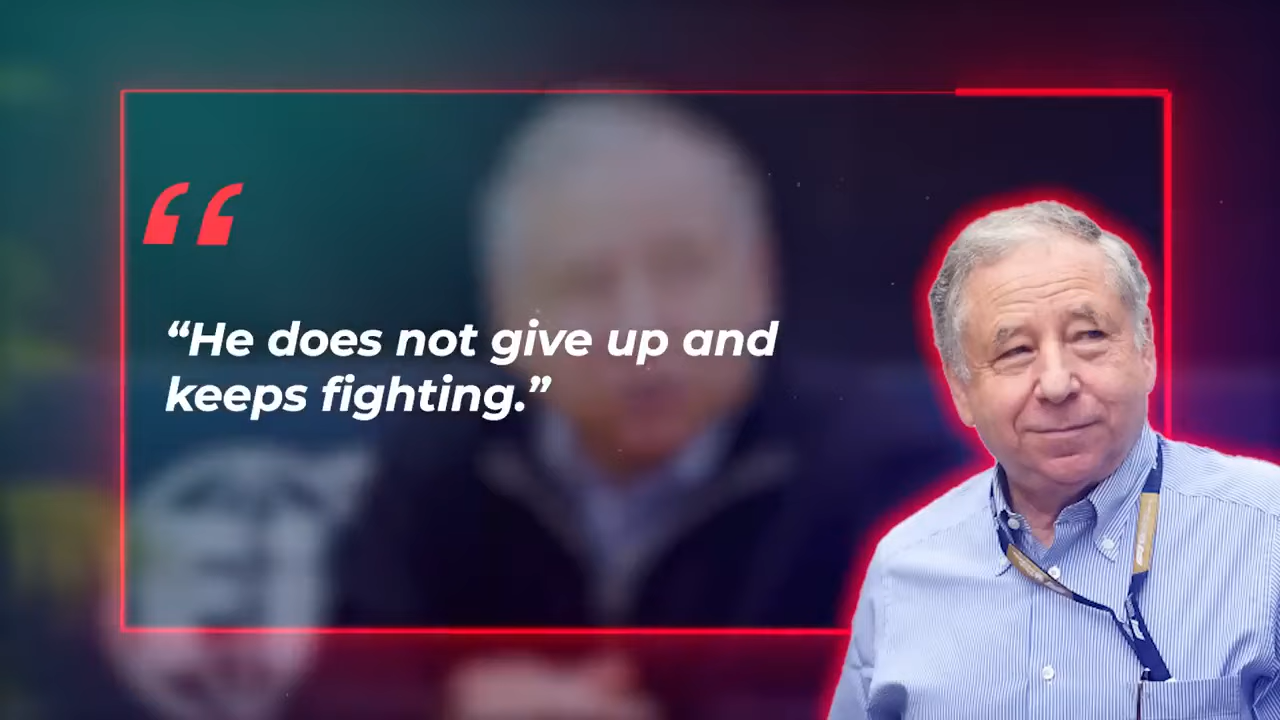 “He does not give up and
keeps fighting.”